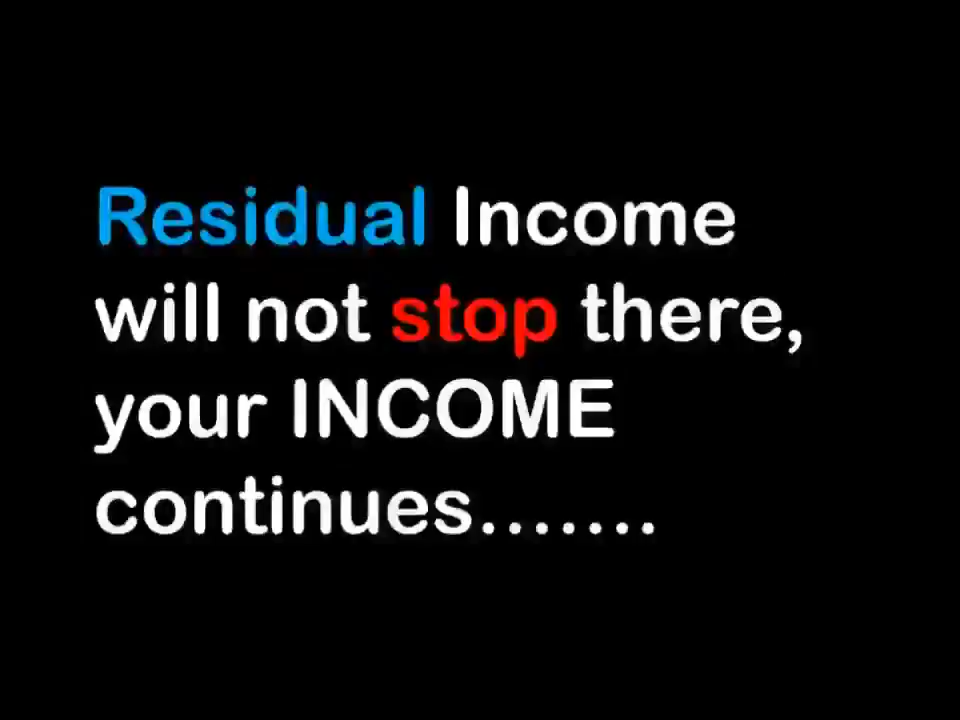 Residual Income
will not stop there,
your INCOME
continues.......